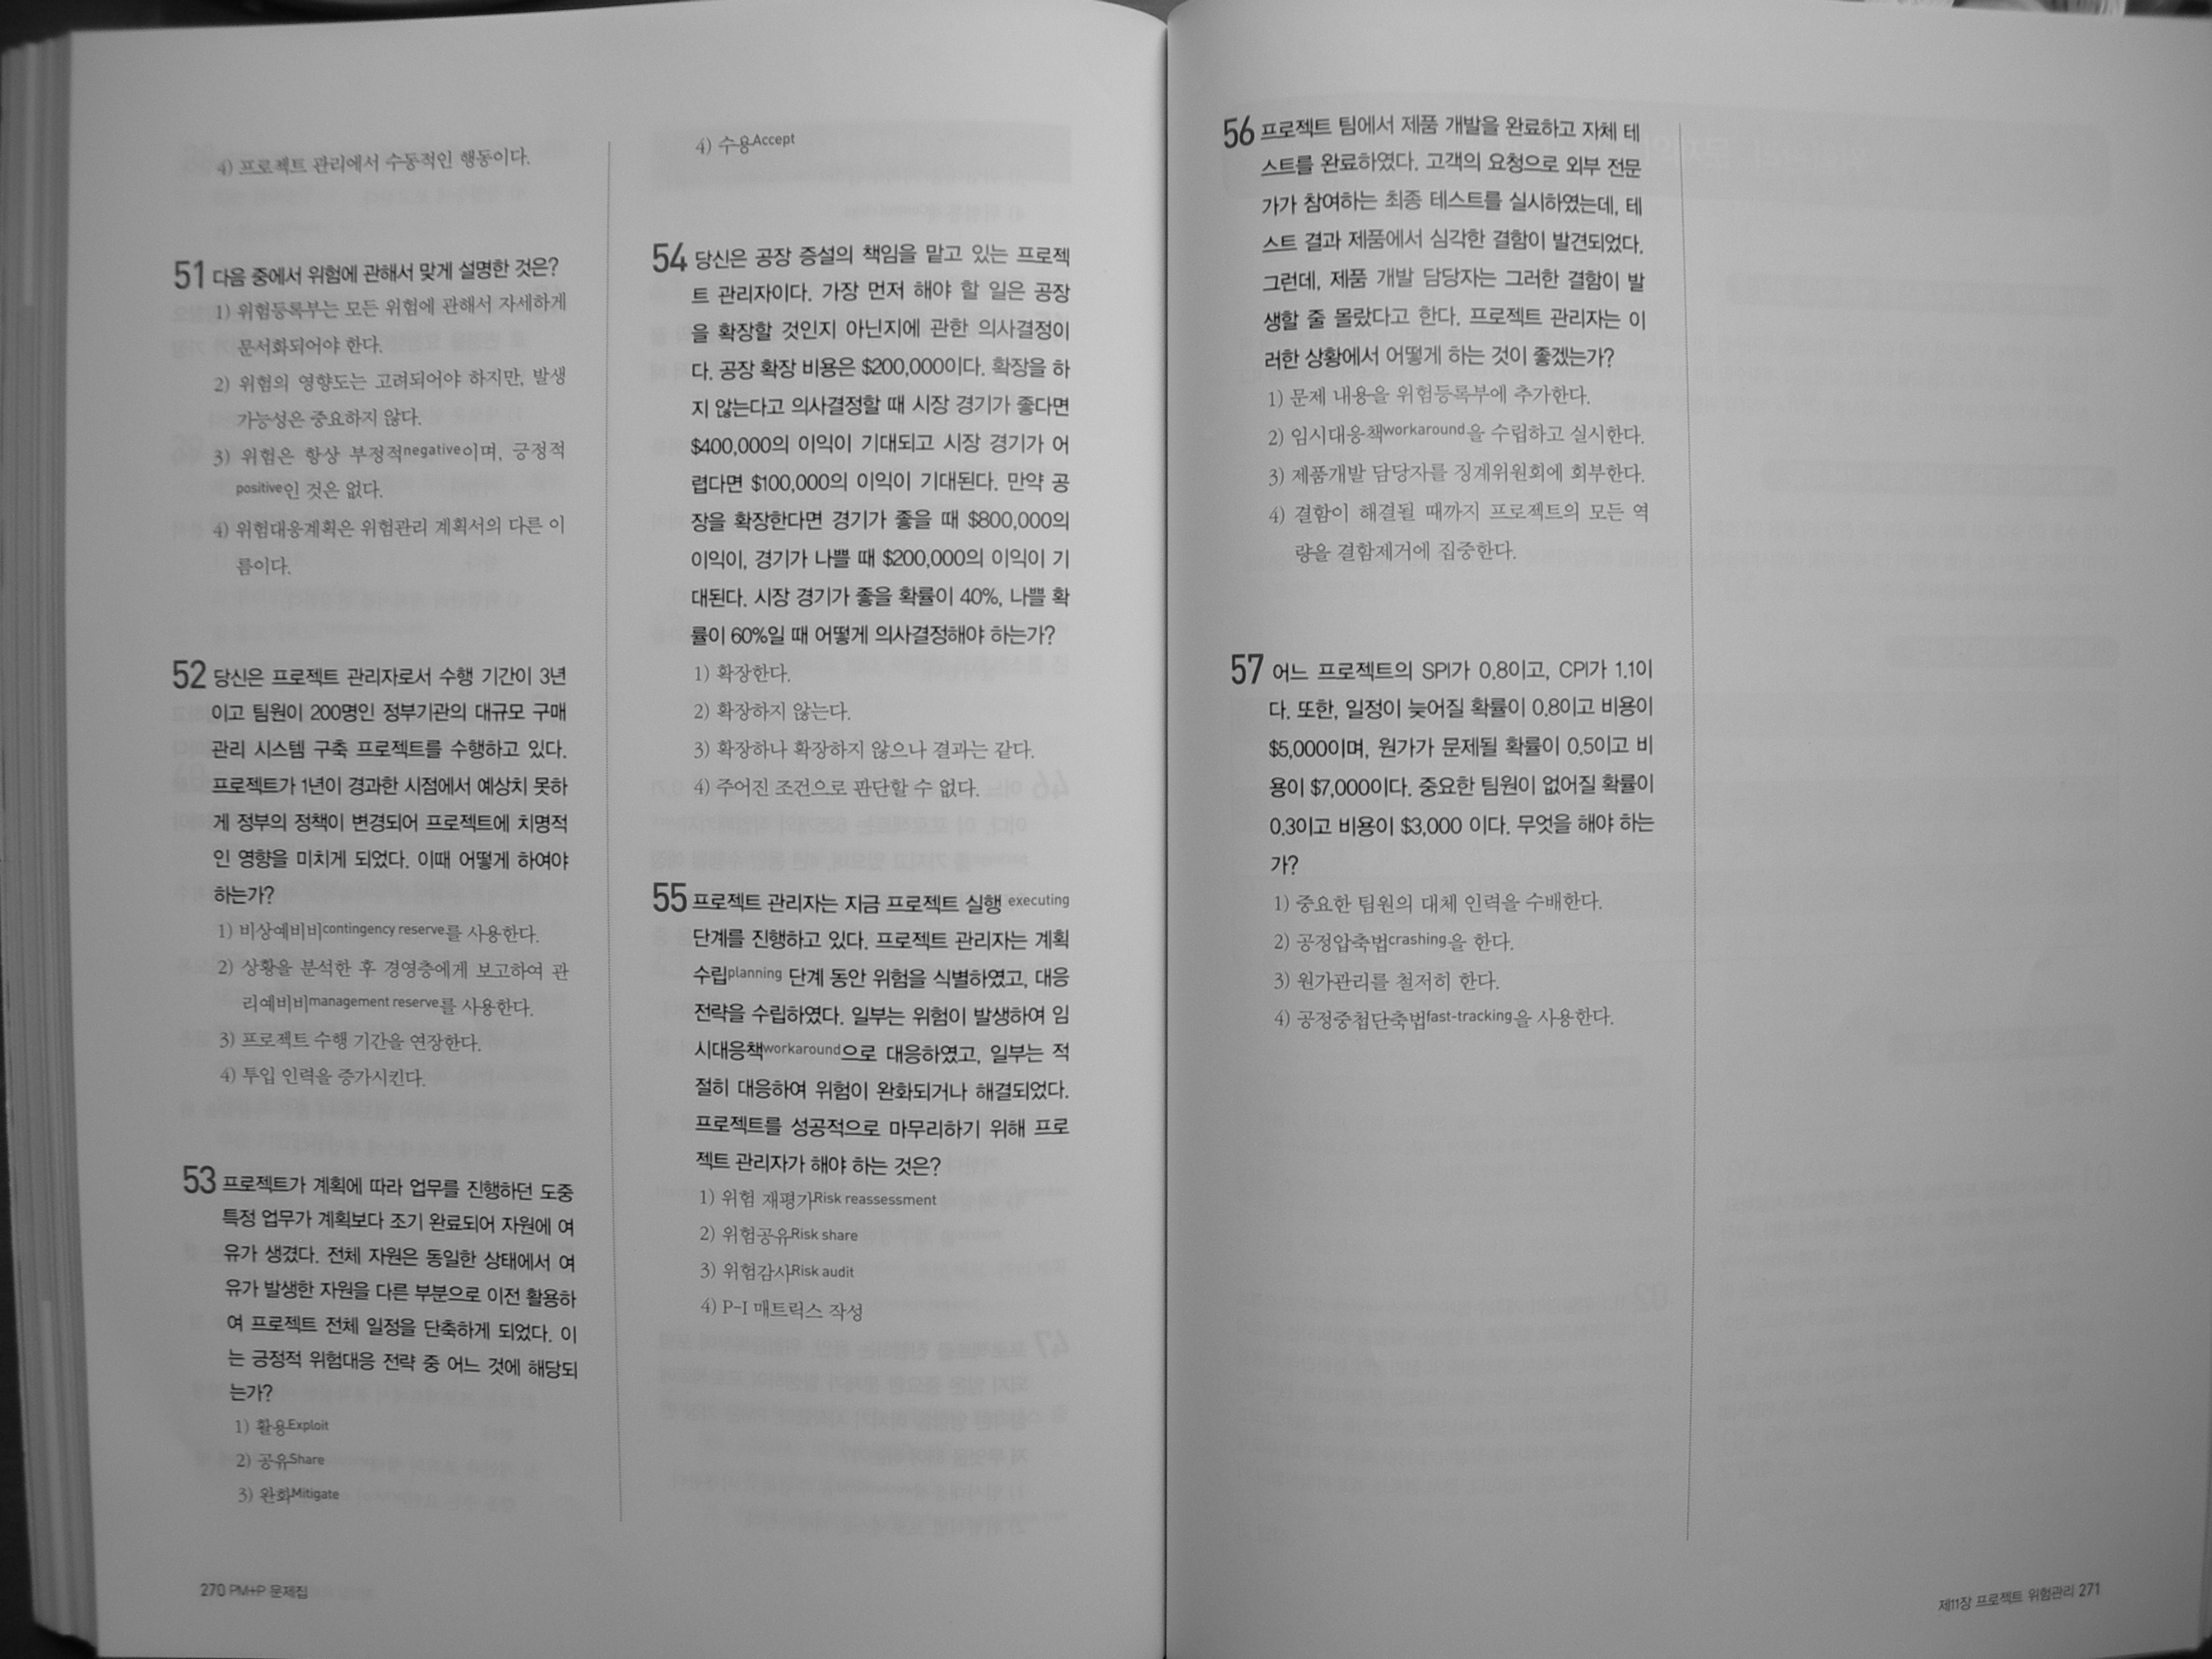 4) 프로젝트 관리에서 수동적인 행동이다.
51 다음 중에서 위험에 관해서 맞게 설명한 것은?
1) 위험등록부는 모든 위험에 관해서 자세하게
문서화되어야 한다.
2) 위험의 영향도는 고려되어야 하지만, 발생
가능성은 중요하지 않다.
3) 위험은 항상 부정적negative이며, 긍정적
positive인 것은 없다.
4) 위험대응계획은 위험관리 계획서의 다른 이
름이다.
52 당신은 프로젝트 관리자로서 수행 기간이 3년
이고 팀원이 200명인 정부기관의 대규모 구매
관리 시스템 구축 프로젝트를 수행하고 있다.
프로젝트가 1년이 경과한 시점에서 예상치 못하
게 정부의 정책이 변경되어 프로젝트에 치명적
인 영향을 미치게 되었다. 이때 어떻게 하여야
하는가?
1) 비상예비비contingency reserve를 사용한다.
2) 상황을 분석한 후 경영층에게 보고하여 관
리예비비management reserve를 사용한다.
3) 프로젝트 수행 기간을 연장한다.
4) 투입 인력을 증가시킨다.
53 프로젝트가 계획에 따라 업무를 진행하던 도중
특정 업무가 계획보다 조기 완료되어 자원에 여
유가 생겼다. 전체 자원은 동일한 상태에서 여
유가 발생한 자원을 다른 부분으로 이전 활용하
여 프로젝트 전체 일정을 단축하게 되었다. 이
는 긍정적 위험대응 전략 중 어느 것에 해당되
는가?
1) 활용Exploit
2) 공유Share
3) 완화Mitigate
270 PM+P 문제집
4) 수용Accept
54 당신은 공장 증설의 책임을 맡고 있는 프로젝
트 관리자이다. 가장 먼저 해야 할 일은 공장
을 확장할 것인지 아닌지에 관한 의사결정이
다. 공장 확장 비용은 $200,000이다. 확장을 하
지 않는다고 의사결정할 때 시장 경기가 좋다면
$400,000의 이익이 기대되고 시장 경기가 어
렵다면 $100,000의 이익이 기대된다. 만약 공
장을 확장한다면 경기가 좋을 때 $800,000의
이익이, 경기가 나쁠 때 $200,000의 이익이 기
대된다. 시장 경기가 좋을 확률이 40%, 나쁠 확
률이 60%일 때 어떻게 의사결정해야 하는가?
1) 확장한다.
2) 확장하지 않는다.
3) 확장하나 확장하지 않으나 결과는 같다.
4) 주어진 조건으로 판단할 수 없다.
55 프로젝트 관리자는 지금 프로젝트 실행 executing
단계를 진행하고 있다. 프로젝트 관리자는 계획
수립planning 단계 동안 위험을 식별하였고, 대응
전략을 수립하였다. 일부는 위험이 발생하여 임
시대응책workaround으로 대응하였고, 일부는 적
절히 대응하여 위험이 완화되거나 해결되었다.
프로젝트를 성공적으로 마무리하기 위해 프로
젝트 관리자가 해야 하는 것은?
1) 위험 재평가Risk reassessment
2) 위험공유Risk share
3) 위험감사Risk audit
4) P-I 매트릭스 작성
56 프로젝트 팀에서 제품 개발을 완료하고 자체 테
스트를 완료하였다. 고객의 요청으로 외부 전문
가가 참여하는 최종 테스트를 실시하였는데, 테
스트 결과 제품에서 심각한 결함이 발견되었다.
그런데, 제품 개발 담당자는 그러한 결함이 발
생할 줄 몰랐다고 한다. 프로젝트 관리자는 이
러한 상황에서 어떻게 하는 것이 좋겠는가?
1) 문제 내용을 위험등록부에 추가한다.
2) 임시대응책workaround을 수립하고 실시한다.
3) 제품개발 담당자를 징계위원회에 회부한다.
4) 결함이 해결될 때까지 프로젝트의 모든 역
량을 결함제거에 집중한다.
57 어느 프로젝트의 SPI가 0.8이고, CPI가 1.1이
다. 또한, 일정이 늦어질 확률이 0.8이고 비용이
$5,000이며, 원가가 문제될 확률이 0.5이고 비
용이 $7,000이다. 중요한 팀원이 없어질 확률이
0.3이고 비용이 $3,000 이다. 무엇을 해야 하는
가?
1) 중요한 팀원의 대체 인력을 수배한다.
2) 공정압축법crashing을 한다.
3) 원가관리를 철저히 한다.
4) 공정중첩단축법fast-tracking을 사용한다.
제11장 프로젝트 위험관리 271